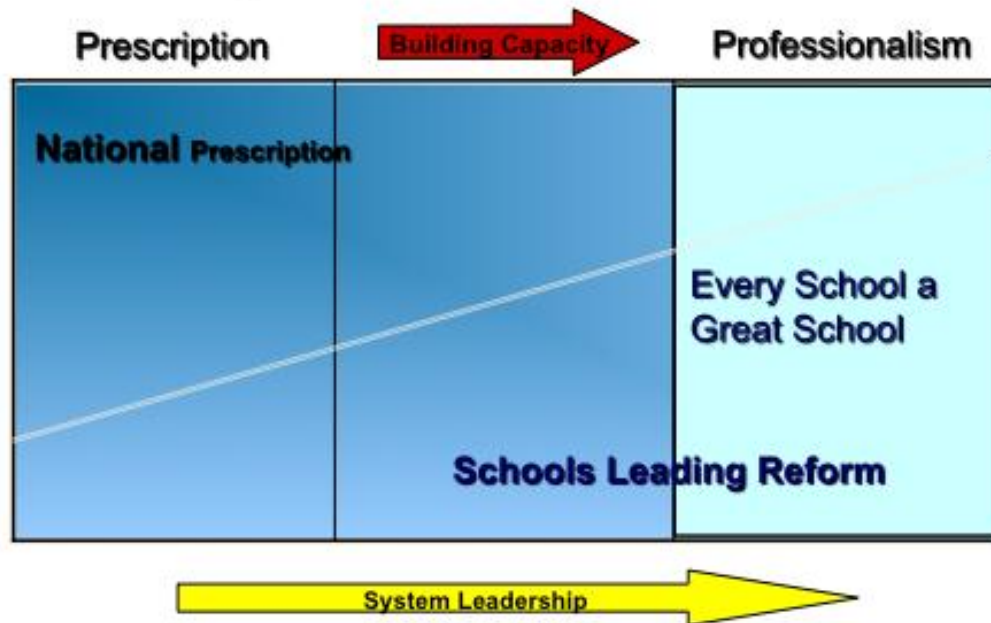 Prescription
Building Capacity
Professionalism
National Prescription
Every School a
Great School
Schools Leading Reform
System Leadership